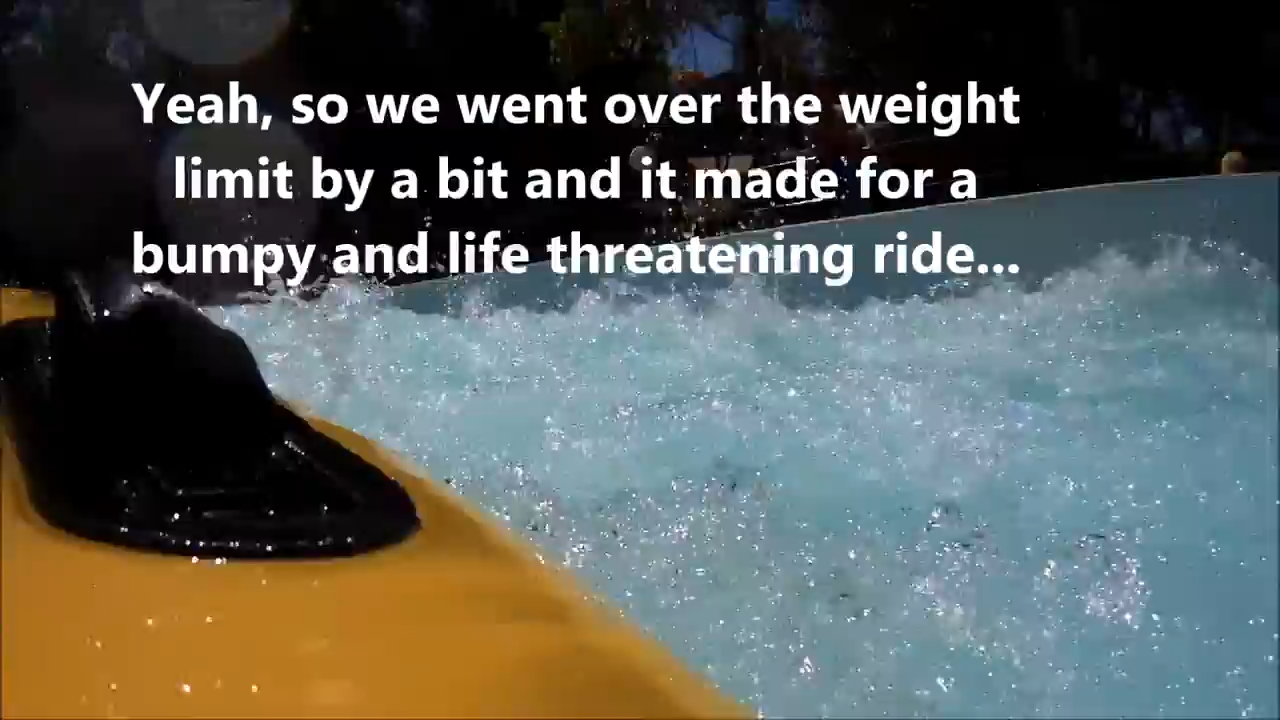 Yeah, so we went over the weight
limit by a bit and it made for a
bumpy and life threatening ride...